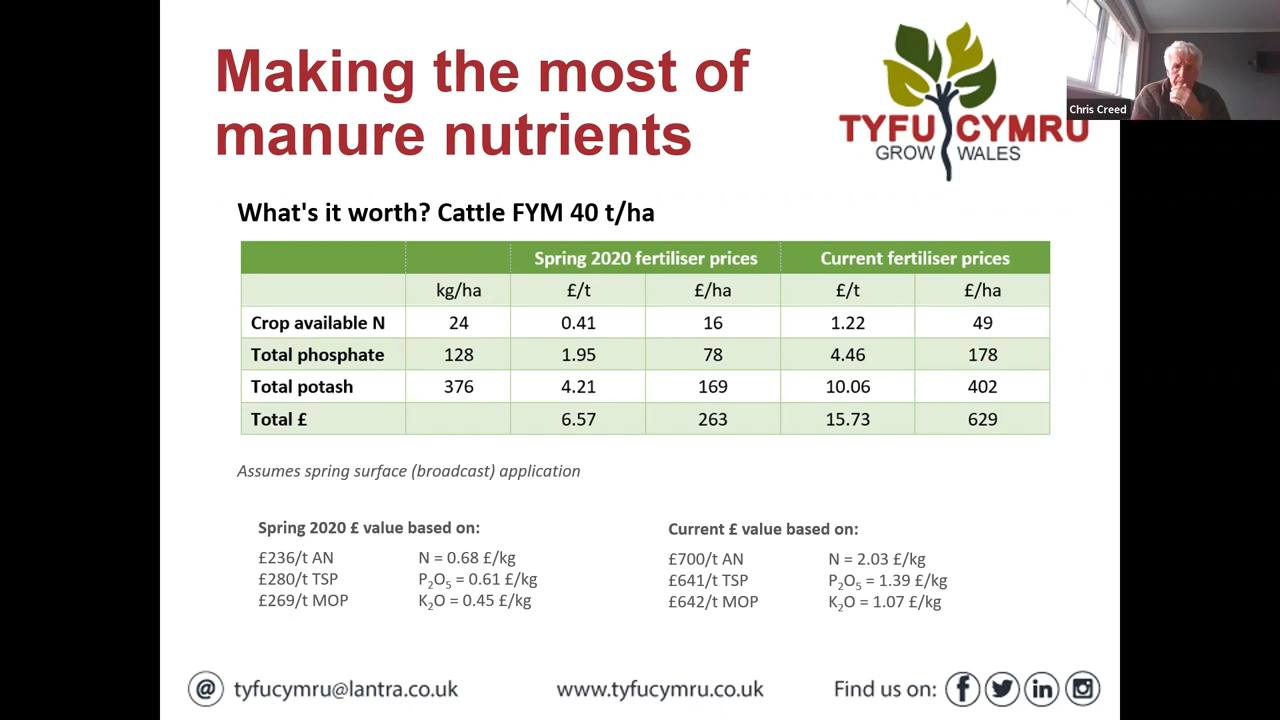 Making the most of
manure nutrients
TYFU CYMRU
GROW WALES
Chris Creed
What's it worth? Cattle FYM 40 t/ha
Spring 2020 fertiliser prices Current fertiliser prices
kg/ha £/t £/ha £/t £/ha
Crop available N 24 0.41 16 1.22 49
Total phosphate 128 1.95 78 4.46 178
Total potash 376 4.21 169 10.06 402
Total £ 6.57 263 15.73 629
Assumes spring surface (broadcast) application
Spring 2020 £ value based on:
£236/t AN N = 0.68 £/kg
£280/t TSP P₂O₅ = 0.61 £/kg
£269/t MOP K₂O = 0.45 £/kg
Current £ value based on:
£700/t AN N = 2.03 £/kg
£641/t TSP P₂O₅ = 1.39 £/kg
£642/t MOP K₂O = 1.07 £/kg
@ tyfucymru@lantra.co.uk www.tyfucymru.co.uk Find us on: